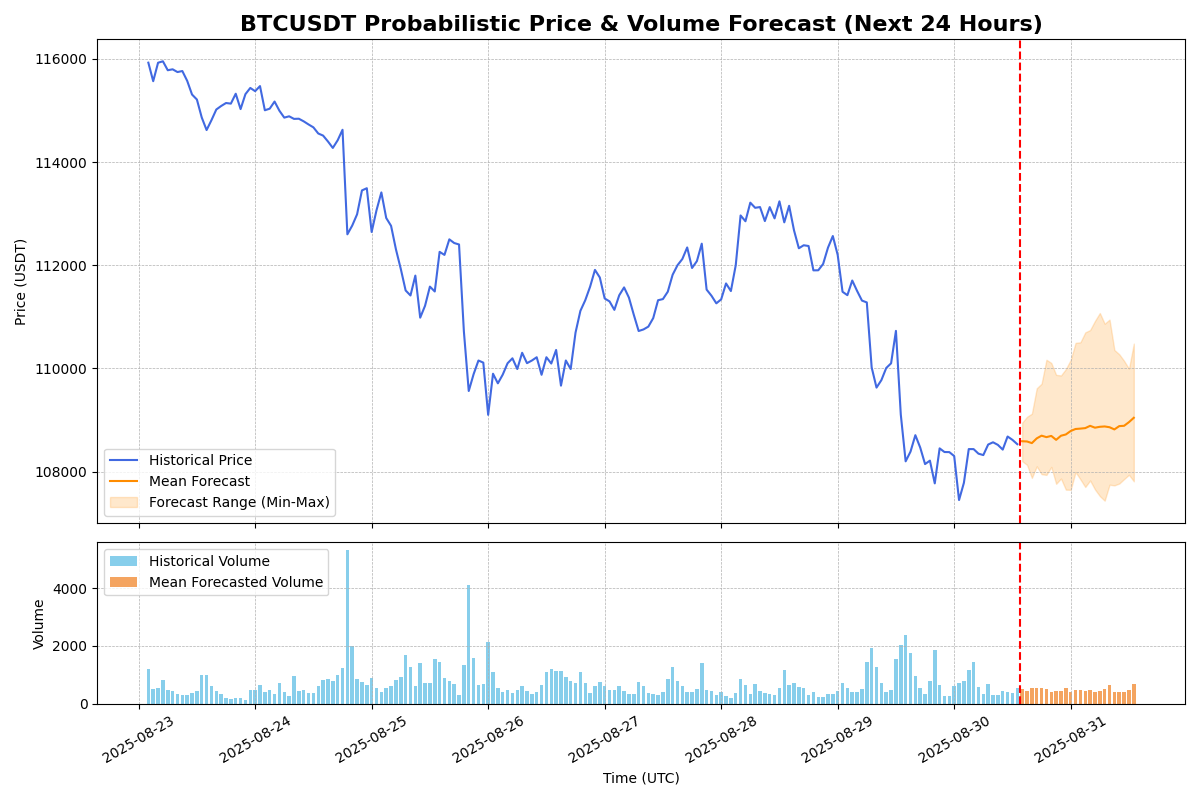 BTCUSDT Probabilistic Price & Volume Forecast (Next 24 Hours)
116000
114000
112000
110000
108000
Price (USDT)
Historical Price
Mean Forecast
Forecast Range (Min-Max)
Historical Volume
Mean Forecasted Volume
4000
2000
0
Volume
2025-08-23
2025-08-24
2025-08-25
2025-08-26
2025-08-27
2025-08-28
2025-08-29
2025-08-30
2025-08-31
Time (UTC)